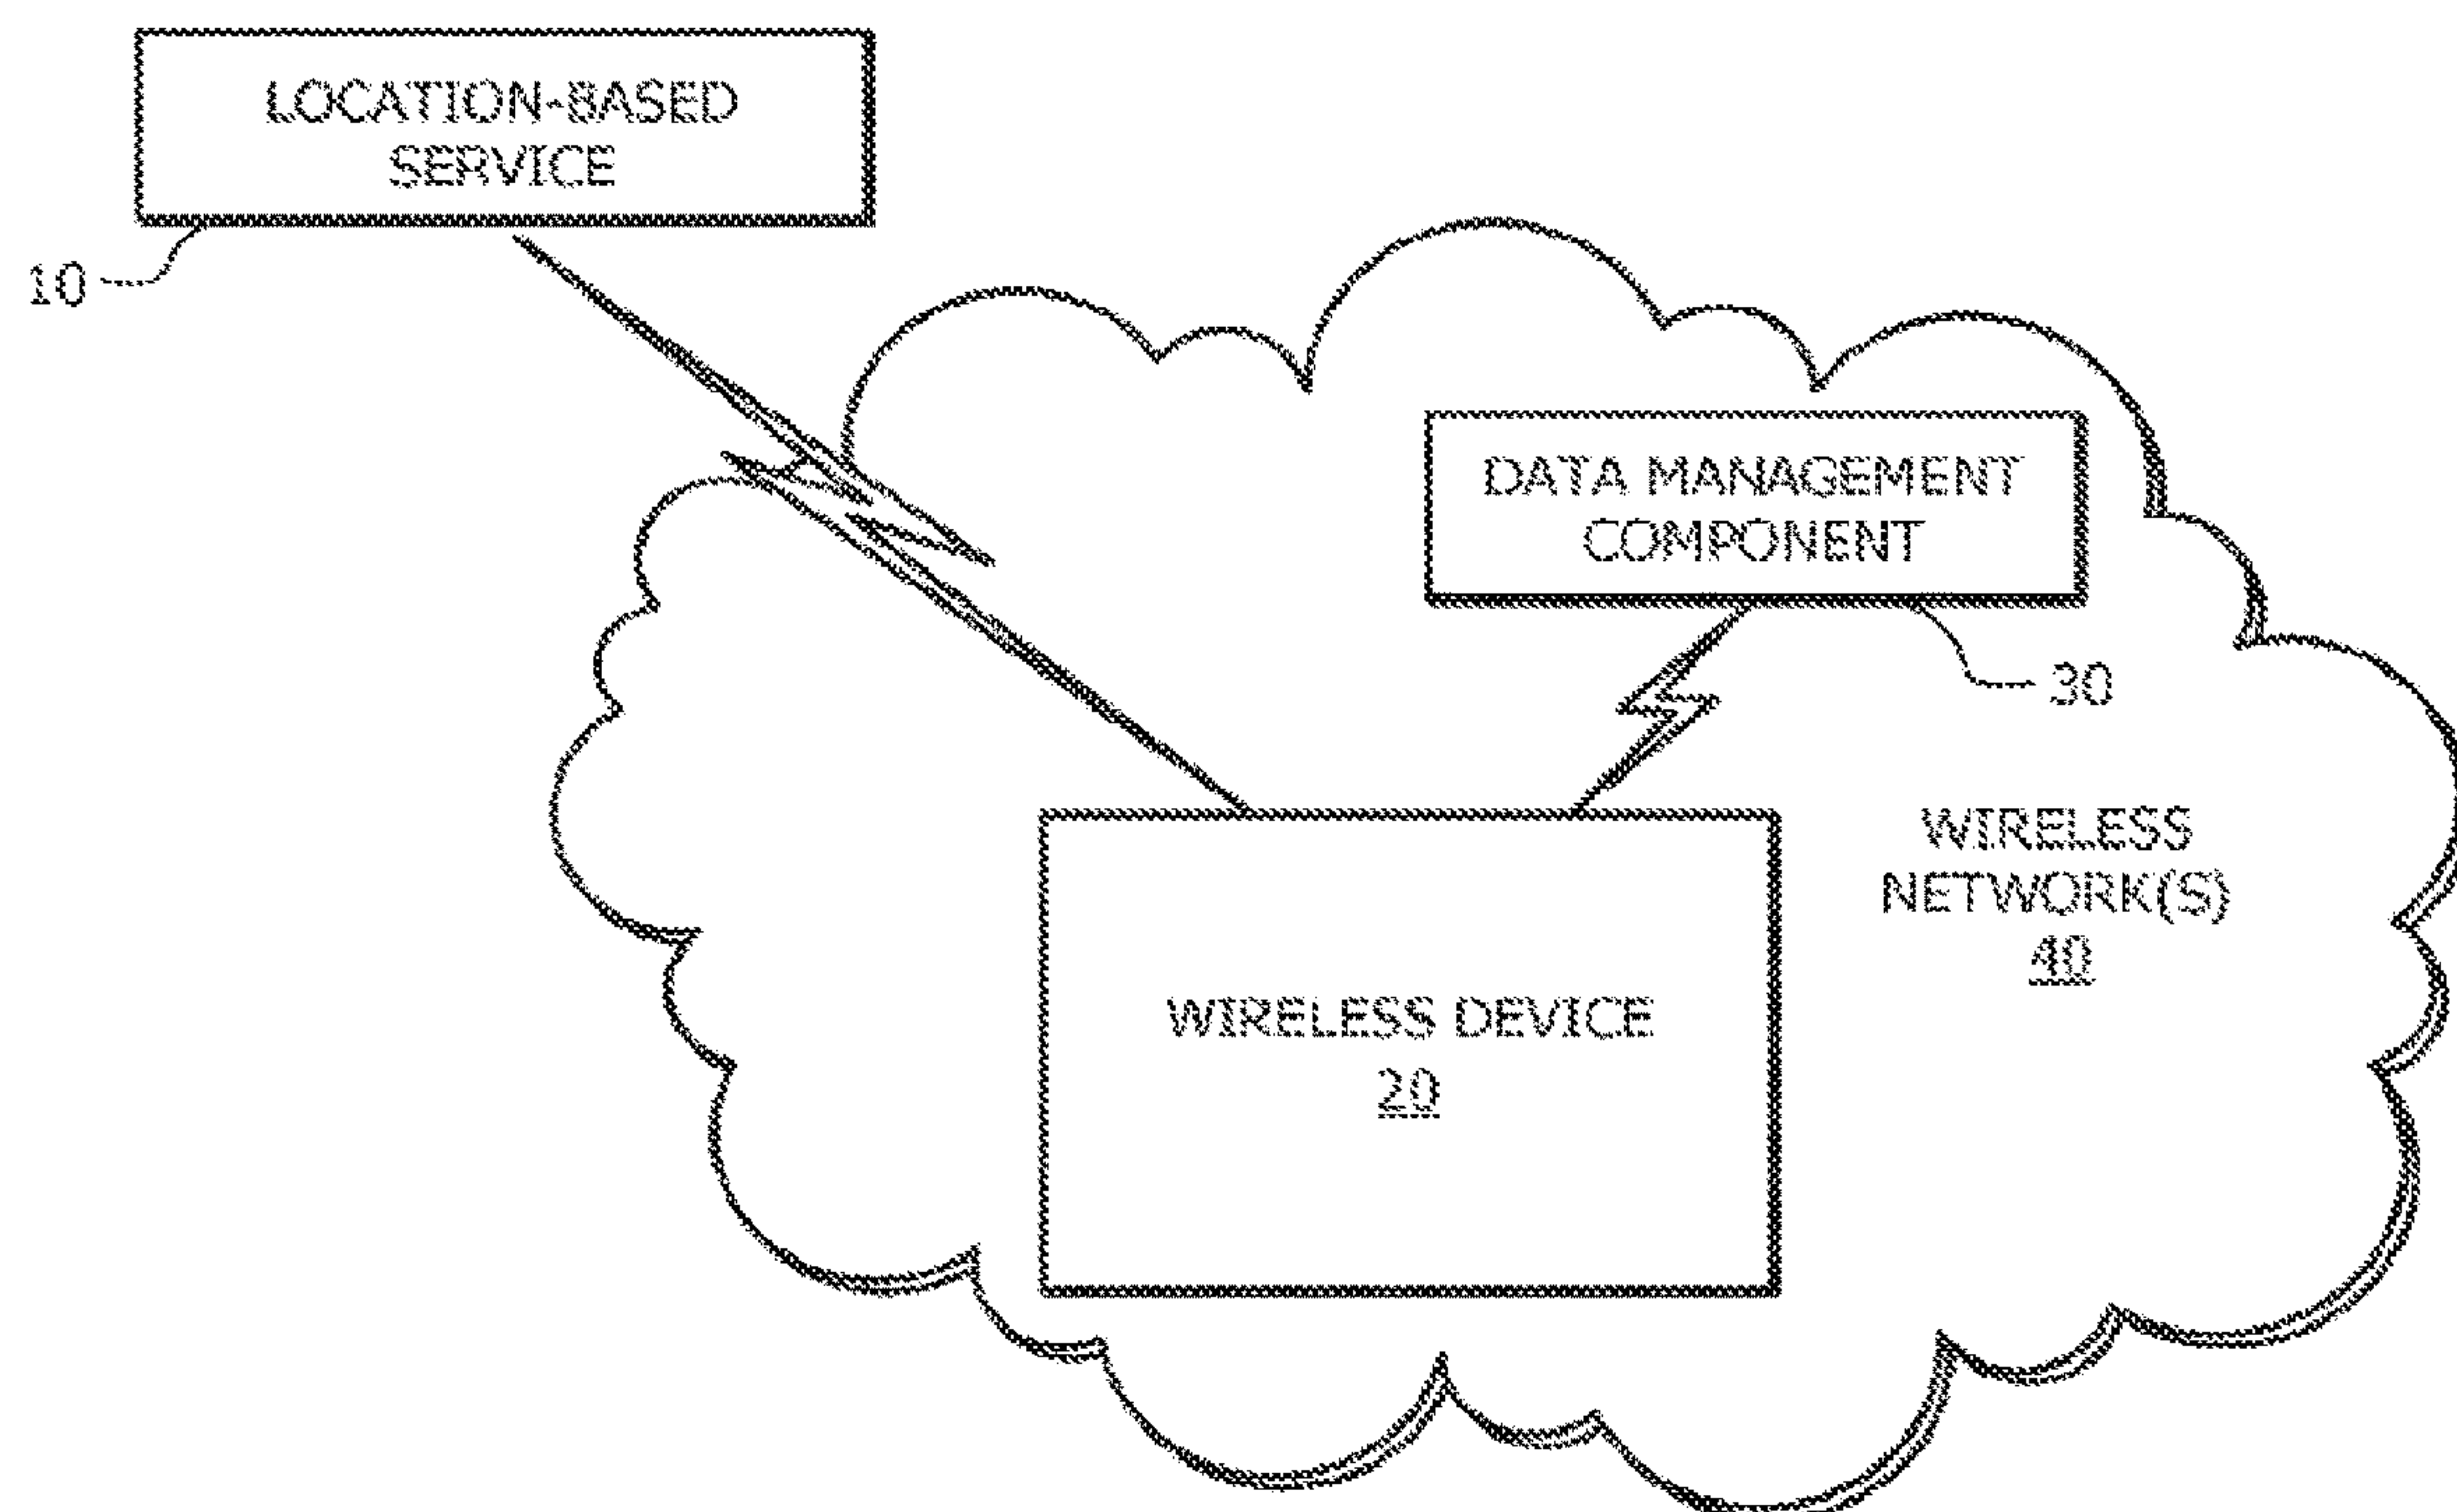 LOCATION-BASED
SERVICE
10
DATA MANAGEMENT
COMPONENT
30
WIRELESS
NETWORK(S)
40
WIRELESS DEVICE
20